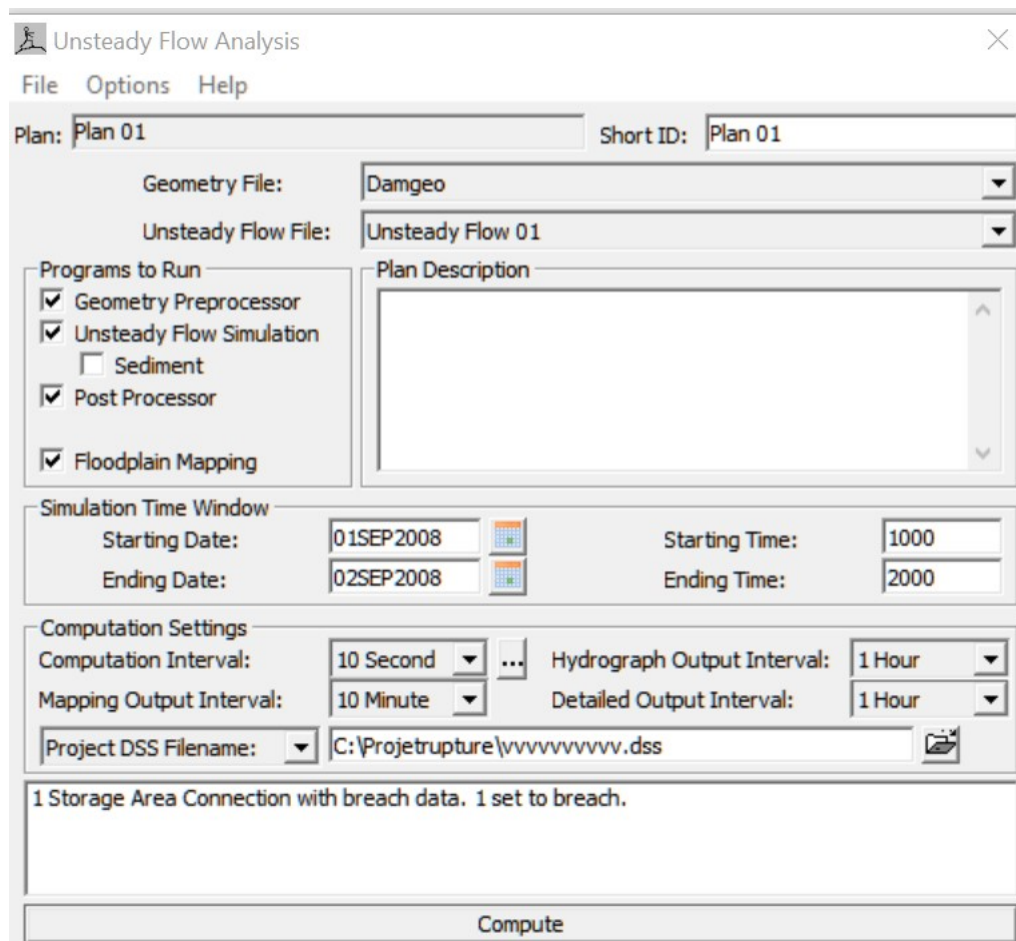 Unsteady Flow Analysis
File Options Help
Plan: Plan 01 Short ID: Plan 01
Geometry File: Damgeo
Unsteady Flow File: Unsteady Flow 01
Programs to Run
Geometry Preprocessor
Unsteady Flow Simulation
Sediment
Post Processor
Floodplain Mapping
Plan Description
Simulation Time Window
Starting Date: 01SEP2008 Starting Time: 1000
Ending Date: 02SEP2008 Ending Time: 2000
Computation Settings
Computation Interval: 10 Second ... Hydrograph Output Interval: 1 Hour
Mapping Output Interval: 10 Minute Detailed Output Interval: 1 Hour
Project DSS Filename: C:\Projetrupture\vvvvvvvvvv.dss
1 Storage Area Connection with breach data. 1 set to breach.
Compute